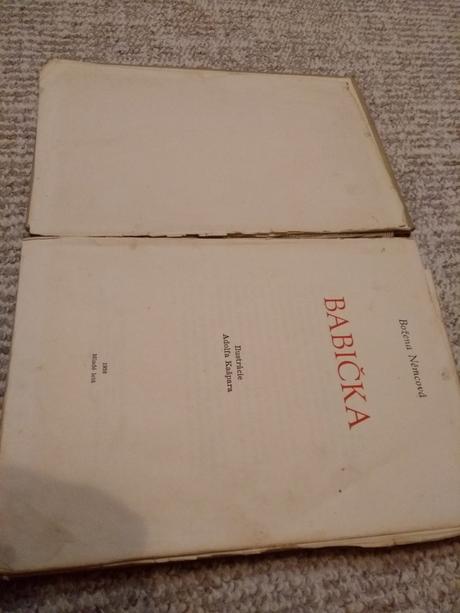 Božena Němcová
BABIČKA
Ilustrácie
Adolfa Kašpara
Mladé letá